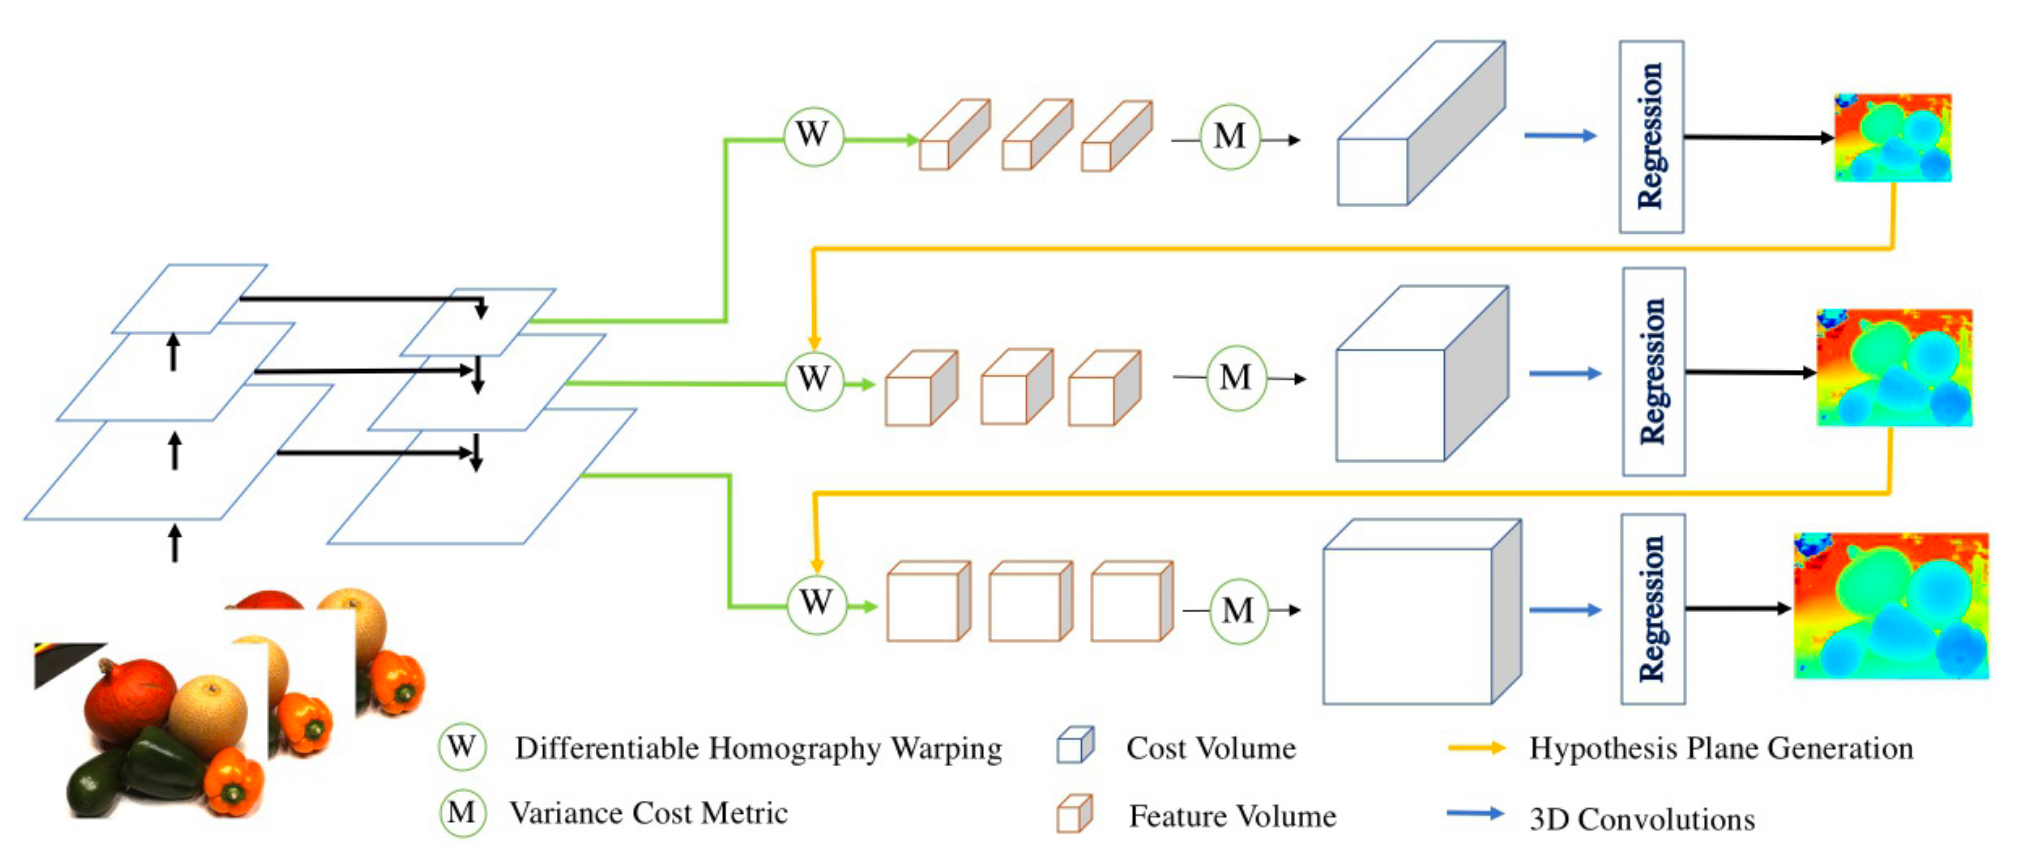 W
M
Regression
W
M
Regression
W
M
Regression
W Differentiable Homography Warping
Cost Volume
Hypothesis Plane Generation
M Variance Cost Metric
Feature Volume
3D Convolutions